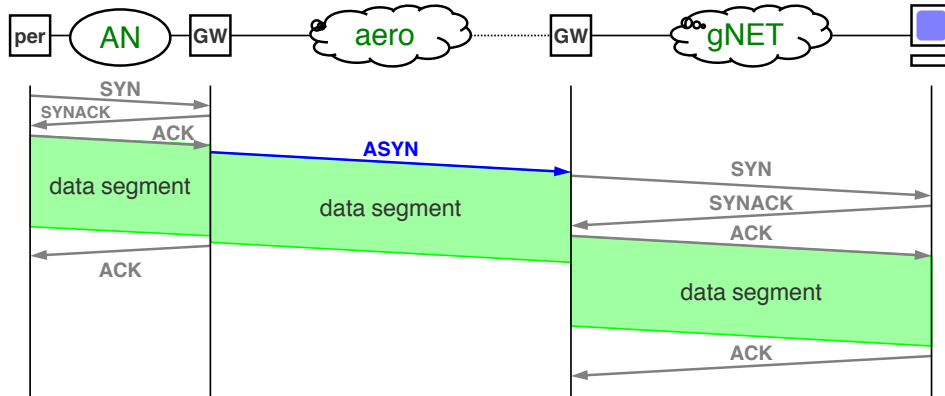 per
AN
GW
aero
GW
gNET
SYN
SYNACK
ACK
ASYN
SYN
SYNACK
ACK
data segment
data segment
data segment
ACK
ACK